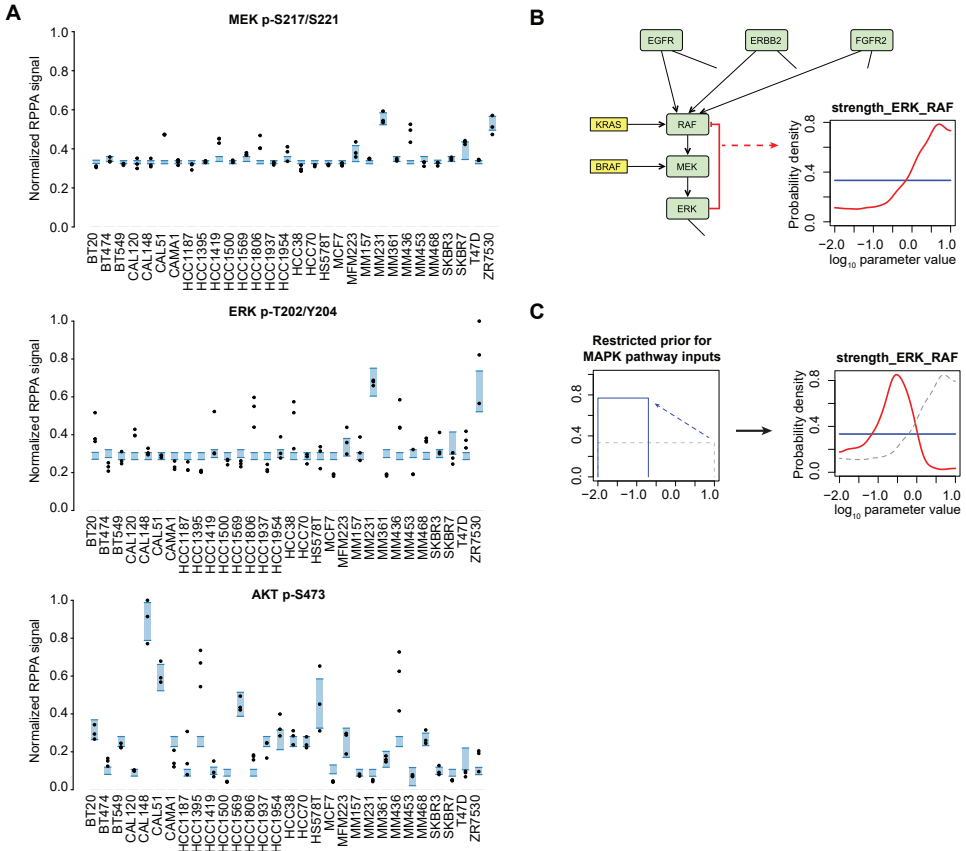 A
MEK p-S217/S221
Normalized RPPA signal
1.0
0.8
0.6
0.4
0.2
0.0
BT20
BT474
BT549
CAL120
CAL148
CAL51
CAMA1
HCC1187
HCC1395
HCC1419
HCC1500
HCC1569
HCC1806
HCC1937
HCC1954
HCC38
HCC70
HS578T
MCF7
MFM223
MM157
MM231
MM361
MM436
MM453
MM468
SKBR3
SKBR7
T47D
ZR7530
ERK p-T202/Y204
Normalized RPPA signal
1.0
0.8
0.6
0.4
0.2
0.0
BT20
BT474
BT549
CAL120
CAL148
CAL51
CAMA1
HCC1187
HCC1395
HCC1419
HCC1500
HCC1569
HCC1806
HCC1937
HCC1954
HCC38
HCC70
HS578T
MCF7
MFM223
MM157
MM231
MM361
MM436
MM453
MM468
SKBR3
SKBR7
T47D
ZR7530
AKT p-S473
Normalized RPPA signal
1.0
0.8
0.6
0.4
0.2
0.0
BT20
BT474
BT549
CAL120
CAL148
CAL51
CAMA1
HCC1187
HCC1395
HCC1419
HCC1500
HCC1569
HCC1806
HCC1937
HCC1954
HCC38
HCC70
HS578T
MCF7
MFM223
MM157
MM231
MM361
MM436
MM453
MM468
SKBR3
SKBR7
T47D
ZR7530
B
EGFR
ERBB2
FGFR2
KRAS
RAF
BRAF
MEK
ERK
strength_ERK_RAF
Probability density
0.8
0.4
0.0
−2.0
−1.0
0.0
1.0
log10 parameter value
C
Restricted prior for
MAPK pathway inputs
0.8
0.4
0.0
−2.0
−1.0
0.0
1.0
strength_ERK_RAF
Probability density
0.8
0.4
0.0
−2.0
−1.0
0.0
1.0
log10 parameter value